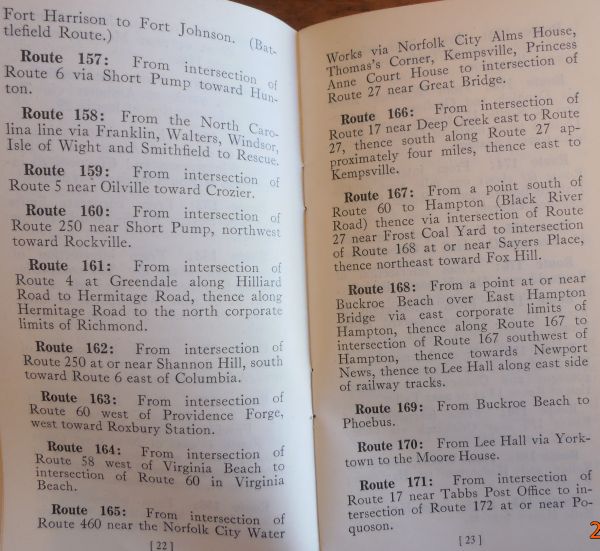 Fort Harrison to Fort Johnson. (Bat-
tlefield Route.)
Route 157: From intersection of
Route 6 via Short Pump toward Hun-
ton.
Route 158: From the North Caro-
lina line via Franklin, Walters, Windsor,
Isle of Wight and Smithfield to Rescue.
Route 159: From intersection of
Route 5 near Oilville toward Crozier.
Route 160: From intersection of
Route 250 near Short Pump, northwest
toward Rockville.
Route 161: From intersection of
Route 4 at Greendale along Hilliard
Road to Hermitage Road, thence along
Hermitage Road to the north corporate
limits of Richmond.
Route 162: From intersection of
Route 250 at or near Shannon Hill, south
toward Route 6 east of Columbia.
Route 163: From intersection of
Route 60 west of Providence Forge,
west toward Roxbury Station.
Route 164: From intersection of
Route 58 west of Virginia Beach to
intersection of Route 60 in Virginia
Beach.
Route 165: From intersection of
Route 460 near the Norfolk City Water
[ 22 ]
Works via Norfolk City Alms House,
Thomas's Corner, Kempsville, Princess
Anne Court House to intersection of
Route 27 near Great Bridge.
Route 166: From intersection of
Route 17 near Deep Creek east to Route
27, thence south along Route 27 ap-
proximately four miles, thence east to
Kempsville.
Route 167: From a point south of
Route 60 to Hampton (Black River
Road) thence via intersection of Route
27 near Frost Coal Yard to intersection
of Route 168 at or near Sayers Place,
thence northeast toward Fox Hill.
Route 168: From a point at or near
Buckroe Beach over East Hampton
Bridge via east corporate limits of
Hampton, thence along Route 167 to
intersection of Route 167 southwest of
Hampton, thence towards Newport
News, thence to Lee Hall along east side
of railway tracks.
Route 169: From Buckroe Beach to
Phoebus.
Route 170: From Lee Hall via York-
town to the Moore House.
Route 171: From intersection of
Route 17 near Tabbs Post Office to in-
tersection of Route 172 at or near Po-
quoson.
[ 23 ]
2